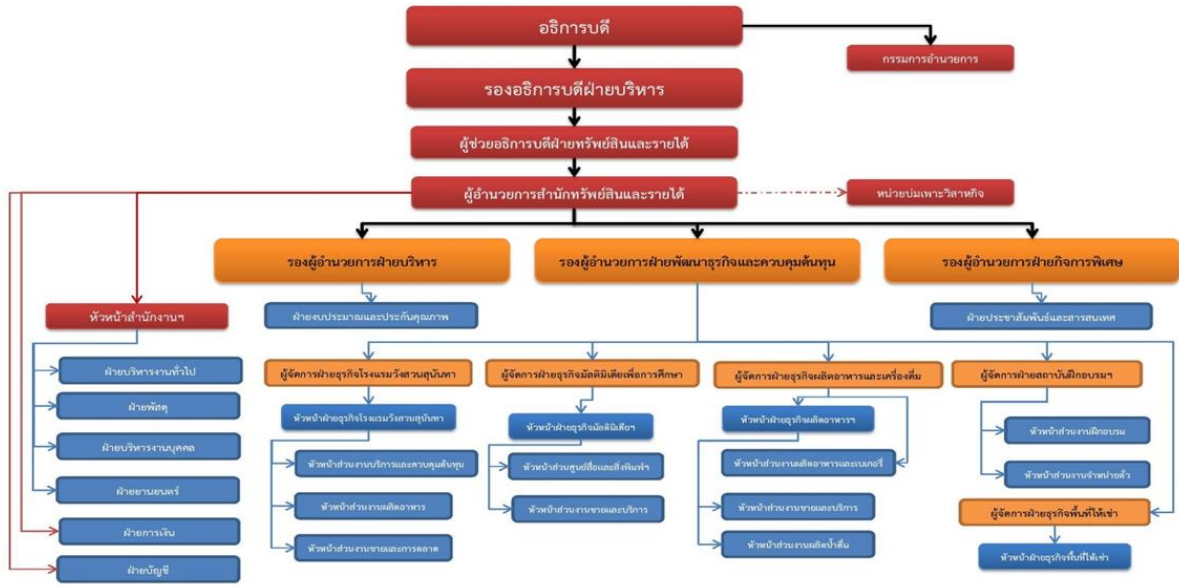 อธิการบดี
กรรมการอำนวยการ
รองอธิการบดีฝ่ายบริหาร
ผู้ช่วยอธิการบดีฝ่ายทรัพย์สินและรายได้
ผู้อำนวยการสำนักทรัพย์สินและรายได้
หน่วยบ่มเพาะวิสาหกิจ
รองผู้อำนวยการฝ่ายบริหาร
รองผู้อำนวยการฝ่ายพัฒนาธุรกิจและควบคุมต้นทุน
รองผู้อำนวยการฝ่ายกิจการพิเศษ
หัวหน้าสำนักงานฯ
ฝ่ายงบประมาณและประกันคุณภาพ
ฝ่ายประชาสัมพันธ์และสารสนเทศ
ฝ่ายบริหารงานทั่วไป
ฝ่ายพัสดุ
ฝ่ายบริหารงานบุคคล
ฝ่ายยานยนตร์
ฝ่ายการเงิน
ฝ่ายบัญชี
ผู้จัดการฝ่ายธุรกิจโรงแรมวังสวนสุนันทา
หัวหน้าฝ่ายธุรกิจโรงแรมวังสวนสุนันทา
หัวหน้าส่วนงานบริการและควบคุมต้นทุน
หัวหน้าส่วนงานผลิตอาหาร
หัวหน้าส่วนงานขายและการตลาด
ผู้จัดการฝ่ายธุรกิจมัลติมีเดียเพื่อการศึกษา
หัวหน้าฝ่ายธุรกิจมัลติมีเดียฯ
หัวหน้าส่วนศูนย์สื่อและสิ่งพิมพ์ฯ
หัวหน้าส่วนงานขายและบริการ
ผู้จัดการฝ่ายธุรกิจผลิตอาหารและเครื่องดื่ม
หัวหน้าฝ่ายธุรกิจผลิตอาหารฯ
หัวหน้าส่วนงานผลิตอาหารและเบเกอรี่
หัวหน้าส่วนงานขายและบริการ
หัวหน้าส่วนงานผลิตน้ำดื่ม
ผู้จัดการฝ่ายสถาบันฝึกอบรมฯ
หัวหน้าส่วนงานฝึกอบรม
หัวหน้าส่วนงานจำหน่ายตั๋ว
ผู้จัดการฝ่ายธุรกิจพื้นที่ให้เช่า
หัวหน้าฝ่ายธุรกิจพื้นที่ให้เช่า